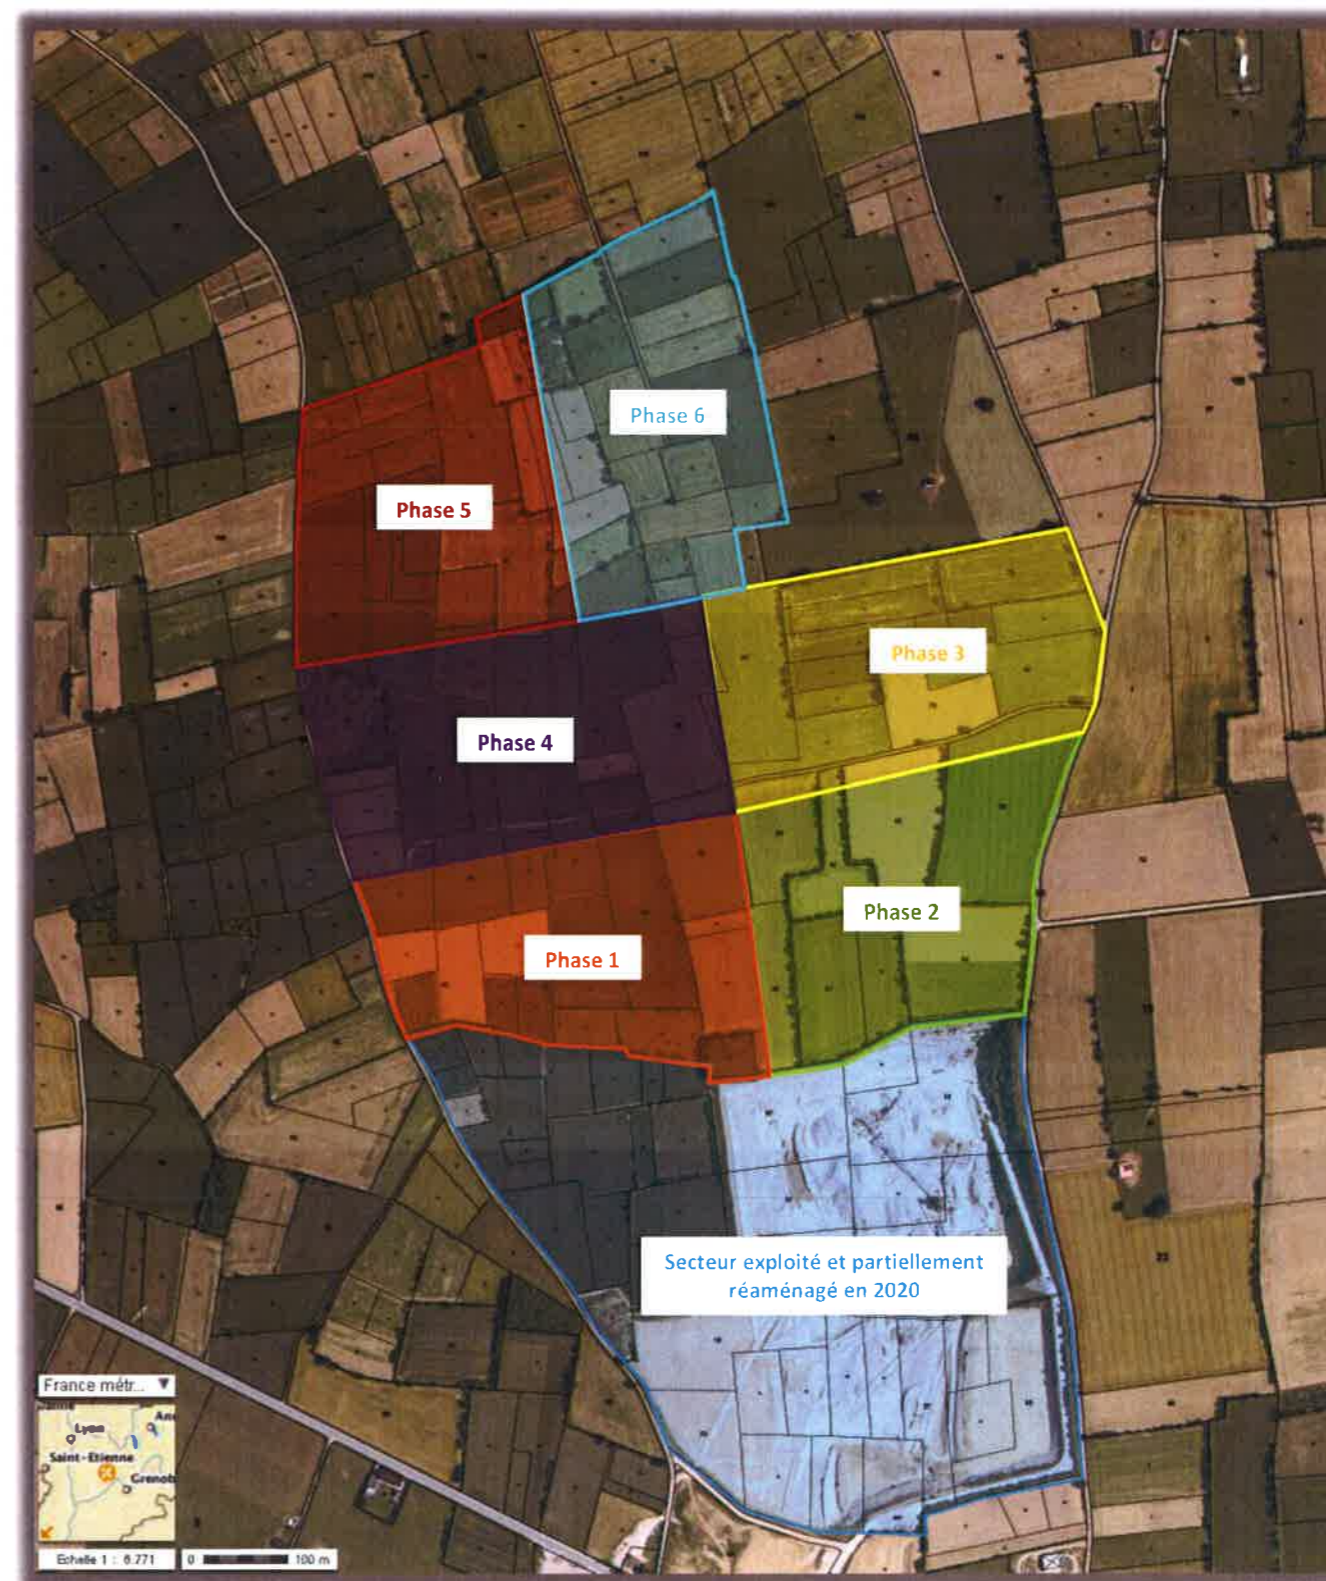 Phase 6
Phase 5
Phase 3
Phase 4
Phase 2
Phase 1
Secteur exploité et partiellement
réaménagé en 2020
France métr...
Lyon
Saint-Etienne
Grenob
Echelle 1 : 6.771
0
100 m